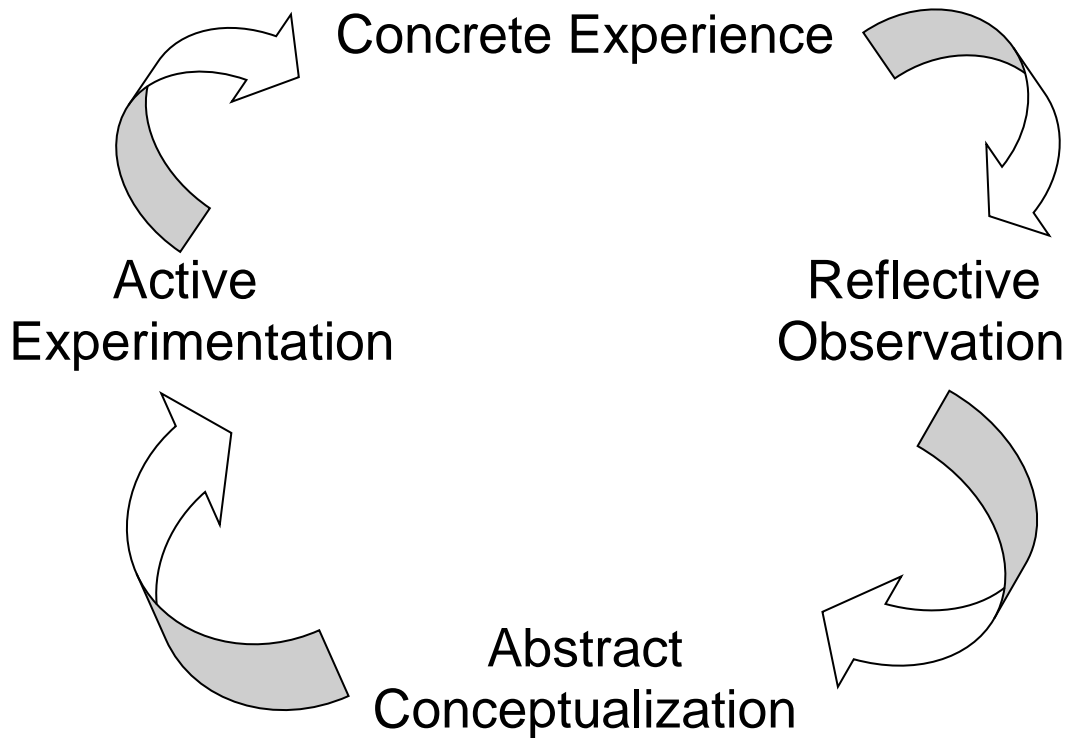 Concrete Experience
Active
Experimentation
Reflective
Observation
Abstract
Conceptualization